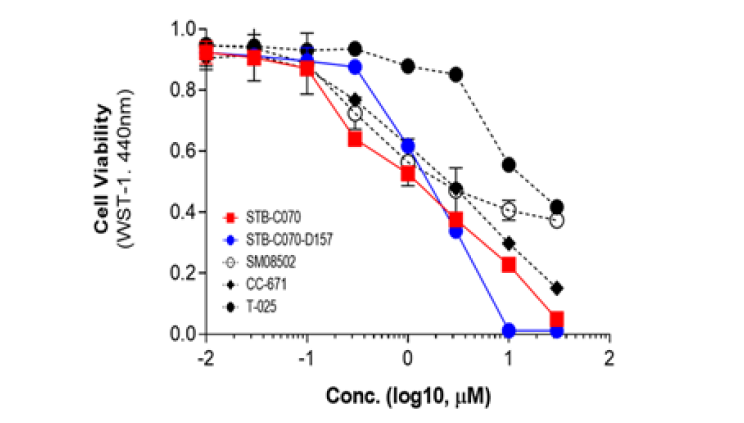 1.0
0.8
0.6
0.4
0.2
0.0
Cell Viability
(WST-1. 440nm)
STB-C070
STB-C070-D157
SM08502
CC-671
T-025
-2 -1 0 1 2
Conc. (log10, μM)